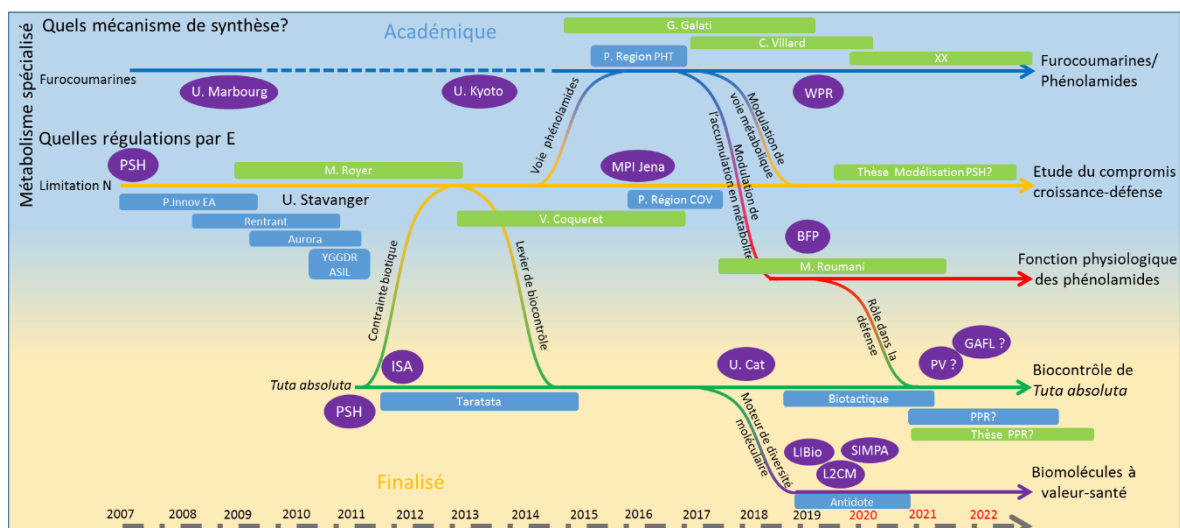 Métabolisme spécialisé
Quels mécanisme de synthèse?
Académique
G. Galati
C. Villard
P. Region PHT
XX
Furocoumarines
Furocoumarines/
Phénolamides
U. Marbourg
U. Kyoto
WPR
Voie phénolamides
Modulation de
voie métabolique
Modulation de
l'accumulation en métabolite
Quelles régulations par E
PSH
M. Royer
MPI Jena
Thèse Modélisation PSH?
Limitation N
Etude du compromis
croissance-défense
P.Innov EA
U. Stavanger
P. Région COV
Rentrant
V. Coqueret
Aurora
YGGDR
ASIL
BFP
M. Roumani
Fonction physiologique
des phénolamides
Contrainte biotique
Levier de biocontrôle
Rôle dans la
défense
ISA
U. Cat
PV ?
GAFL ?
Tuta absoluta
Biocontrôle de
Tuta absoluta
PSH
Taratata
Biotactique
PPR?
Thèse PPR?
Moteur de diversité
moléculaire
LIBio
SIMPA
L2CM
Finalisé
Antidote
Biomolécules à
valeur-santé
2007 2008 2009 2010 2011 2012 2013 2014 2015 2016 2017 2018 2019 2020 2021 2022